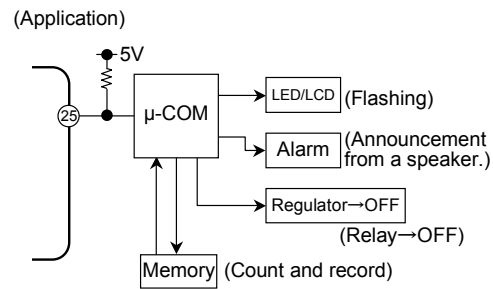 (Application)
5V
25
μ-COM
LED/LCD (Flashing)
Alarm (Announcement
from a speaker.)
Regulator→OFF
(Relay→OFF)
Memory (Count and record)